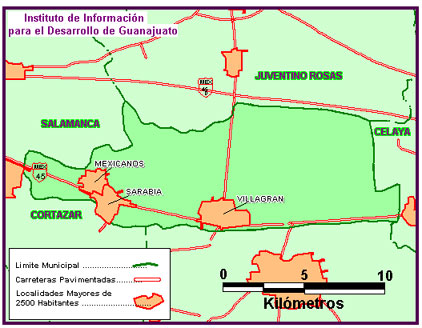 Instituto de Información
para el Desarrollo de Guanajuato
JUVENTINO ROSAS
MEX
45
D
SALAMANCA
CELAYA
MEXICANOS
MEX
45
SARABIA
VILLAGRAN
CORTAZAR
Limite Municipal ........................
Carreteras Pavimentadas........
Localidades Mayores de
2500 Habitantes ...............
0 5 10
Kilómetros